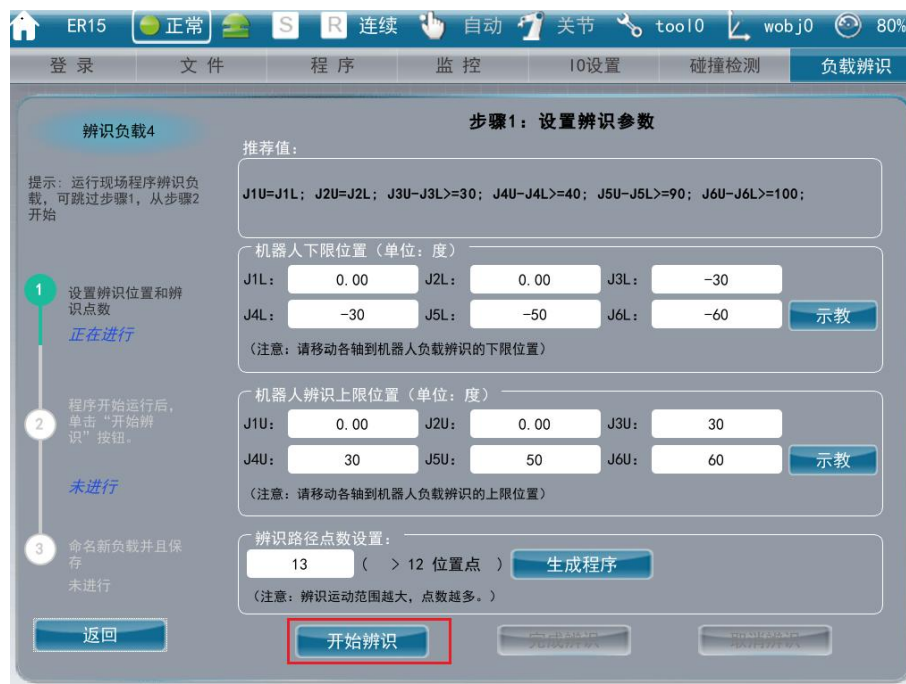 ER15 正常 S R 连续 自动 关节 tool0 wobj0 80%
登录 文件 程序 监控 IO设置 碰撞检测 负载辨识
辨识负载4
步骤1：设置辨识参数
推荐值：
提示：运行现场程序辨识负
载，可跳过步骤1，从步骤2
开始
J1U=J1L；J2U=J2L；J3U-J3L>=30；J4U-J4L>=40；J5U-J5L>=90；J6U-J6L>=100；
机器人下限位置（单位：度）
J1L： 0.00 J2L： 0.00 J3L： -30
J4L： -30 J5L： -50 J6L： -60 示教
（注意：请移动各轴到机器人负载辨识的下限位置）
1
设置辨识位置和辨
识点数
正在进行
机器人辨识上限位置（单位：度）
J1U： 0.00 J2U： 0.00 J3U： 30
J4U： 30 J5U： 50 J6U： 60 示教
（注意：请移动各轴到机器人负载辨识的上限位置）
2
程序开始运行后，
单击“开始辨
识”按钮。
未进行
辨识路径点数设置：
13 （ > 12 位置点 ） 生成程序
（注意：辨识运动范围越大，点数越多。）
3
命名新负载并且保
存
未进行
返回 开始辨识 完成辨识 取消辨识